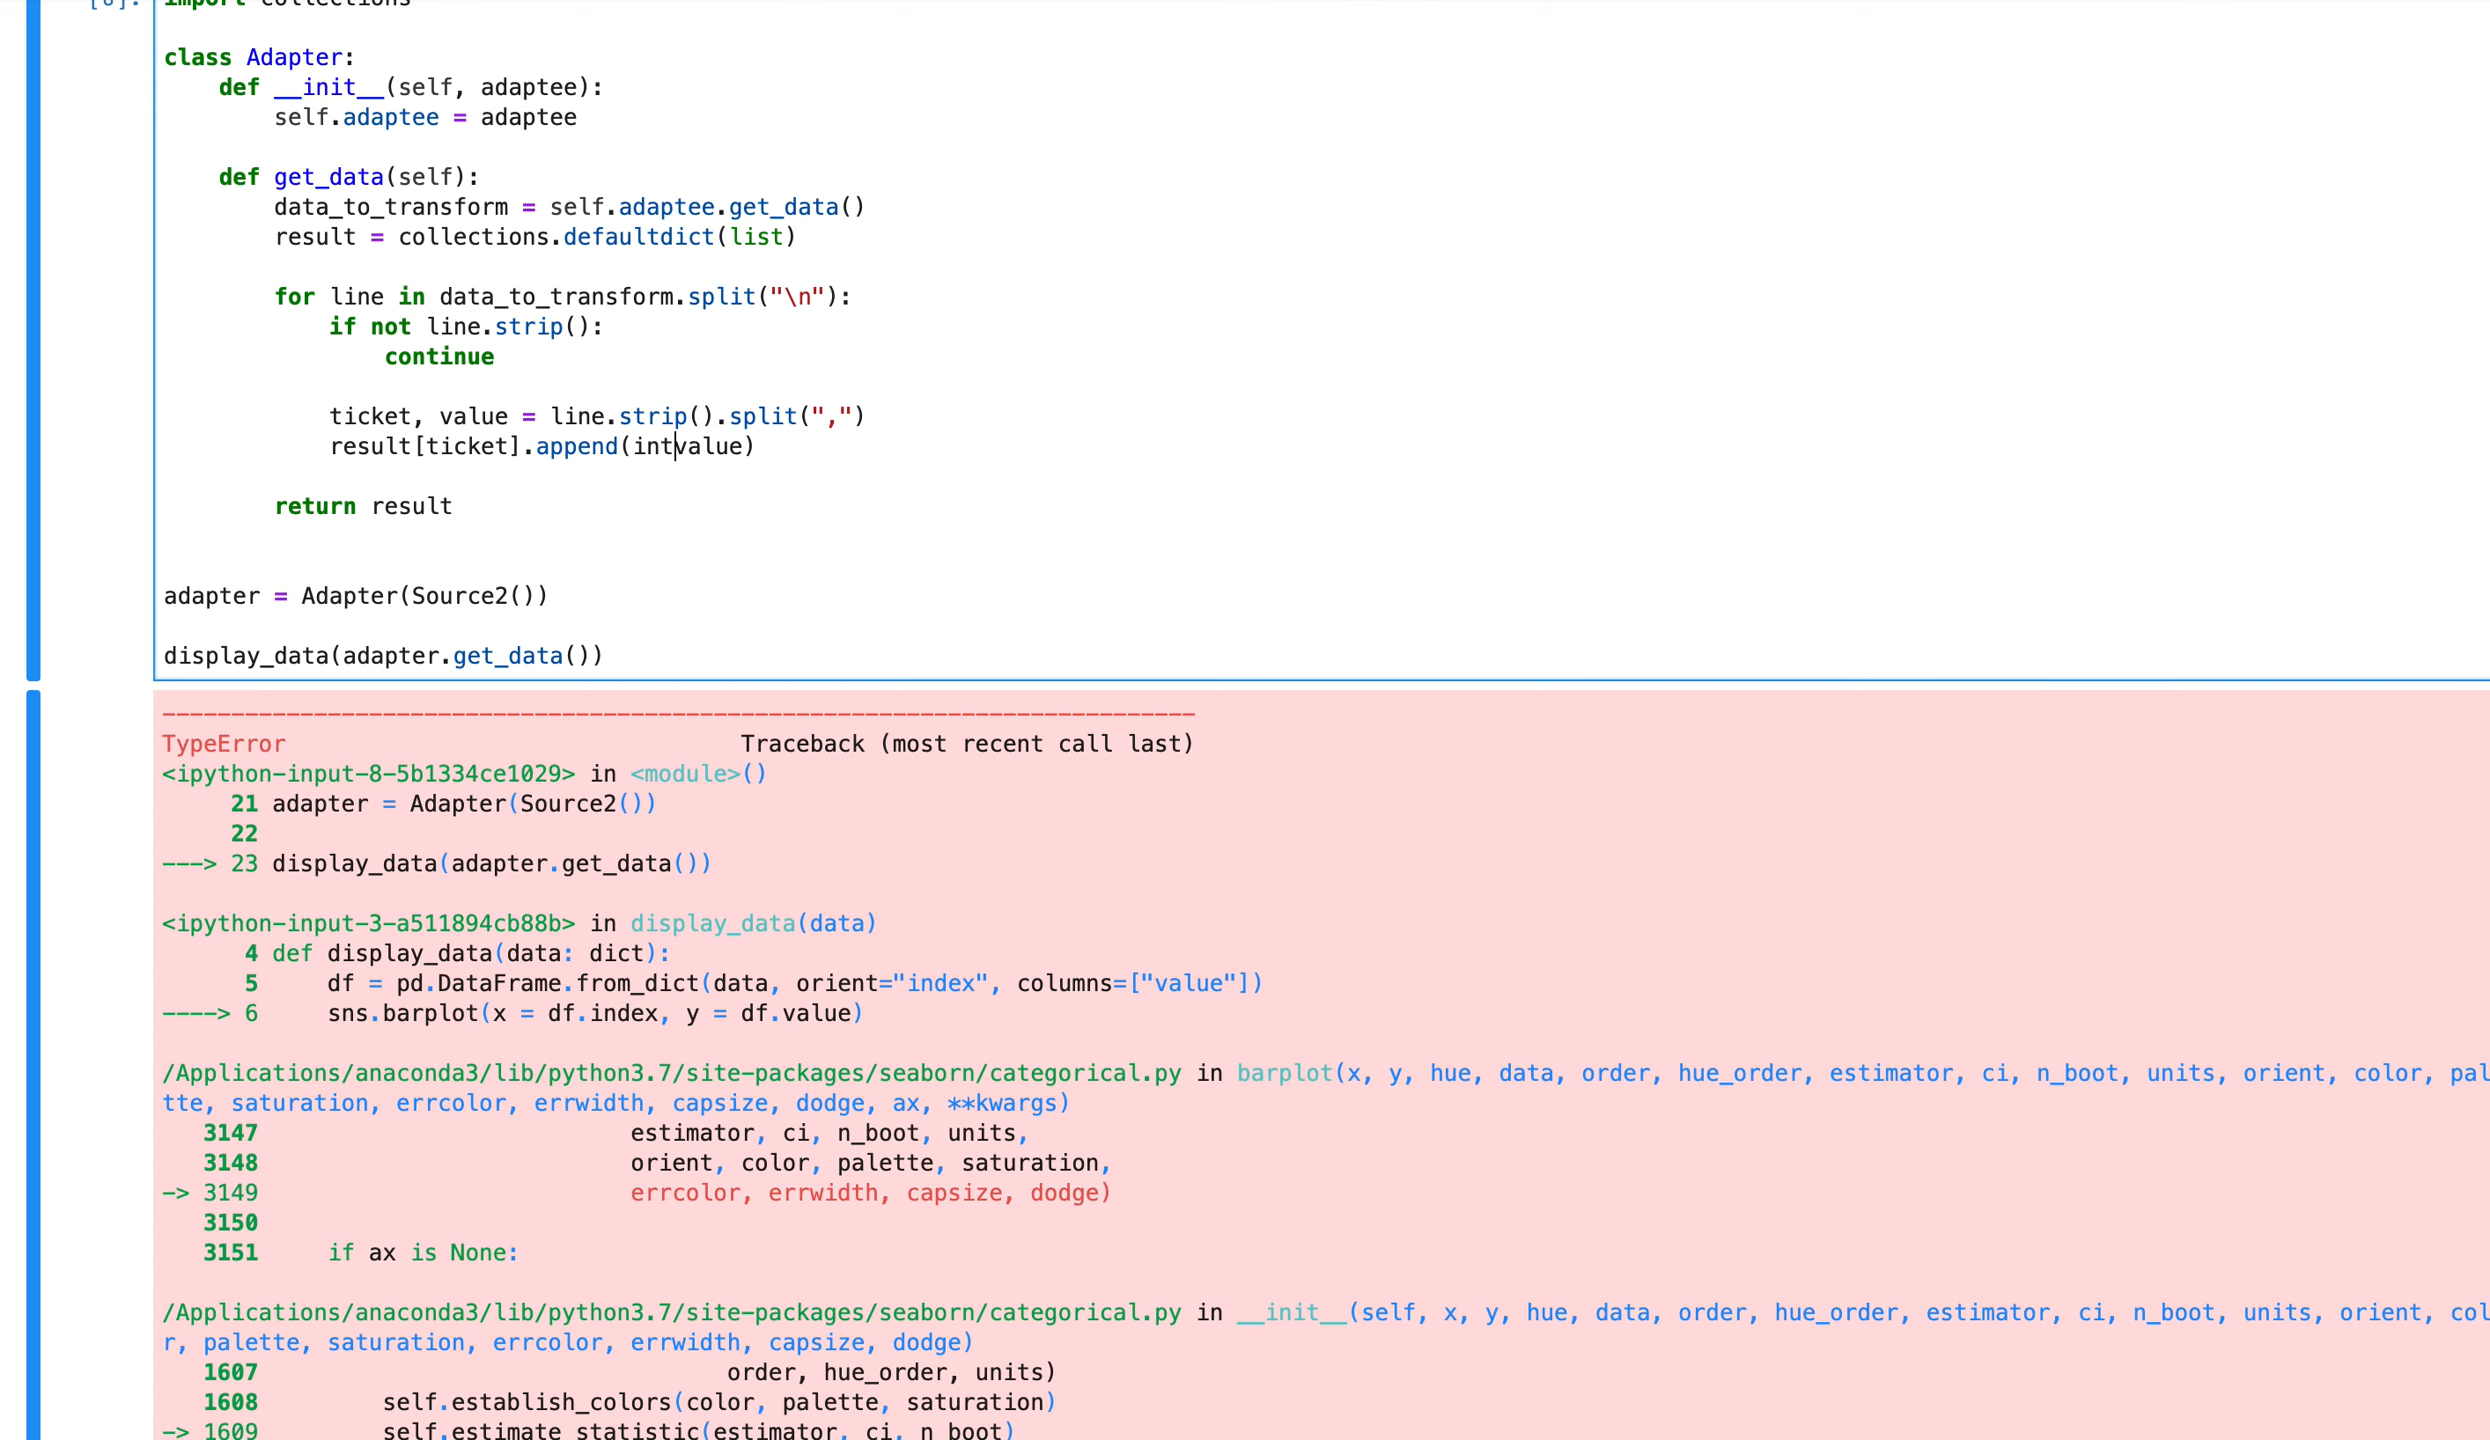 [8]: import collections
class Adapter:
    def __init__(self, adaptee):
        self.adaptee = adaptee
    def get_data(self):
        data_to_transform = self.adaptee.get_data()
        result = collections.defaultdict(list)
        for line in data_to_transform.split("\n"):
            if not line.strip():
                continue
            ticket, value = line.strip().split(",")
            result[ticket].append(intvalue)
        return result
adapter = Adapter(Source2())
display_data(adapter.get_data())
---------------------------------------------------------------------------
TypeError                                 Traceback (most recent call last)
<ipython-input-8-5b1334ce1029> in <module>()
     21 adapter = Adapter(Source2())
     22
---> 23 display_data(adapter.get_data())
<ipython-input-3-a511894cb88b> in display_data(data)
      4 def display_data(data: dict):
      5     df = pd.DataFrame.from_dict(data, orient="index", columns=["value"])
----> 6     sns.barplot(x = df.index, y = df.value)
/Applications/anaconda3/lib/python3.7/site-packages/seaborn/categorical.py in barplot(x, y, hue, data, order, hue_order, estimator, ci, n_boot, units, orient, color, pal
tte, saturation, errcolor, errwidth, capsize, dodge, ax, **kwargs)
   3147                           estimator, ci, n_boot, units,
   3148                           orient, color, palette, saturation,
-> 3149                           errcolor, errwidth, capsize, dodge)
   3150
   3151     if ax is None:
/Applications/anaconda3/lib/python3.7/site-packages/seaborn/categorical.py in __init__(self, x, y, hue, data, order, hue_order, estimator, ci, n_boot, units, orient, col
r, palette, saturation, errcolor, errwidth, capsize, dodge)
   1607                                  order, hue_order, units)
   1608         self.establish_colors(color, palette, saturation)
-> 1609         self.estimate_statistic(estimator, ci, n_boot)